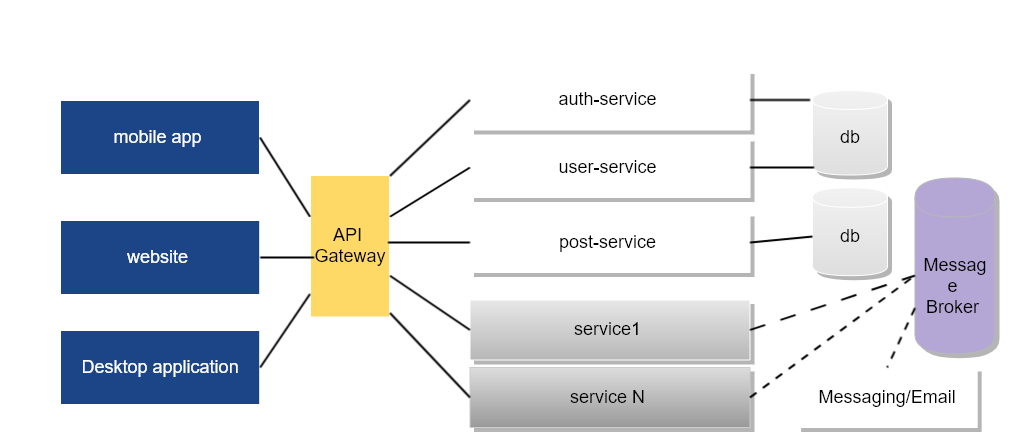 mobile app
website
Desktop application
API
Gateway
auth-service
user-service
post-service
service1
service N
db
db
Messag
e
Broker
Messaging/Email